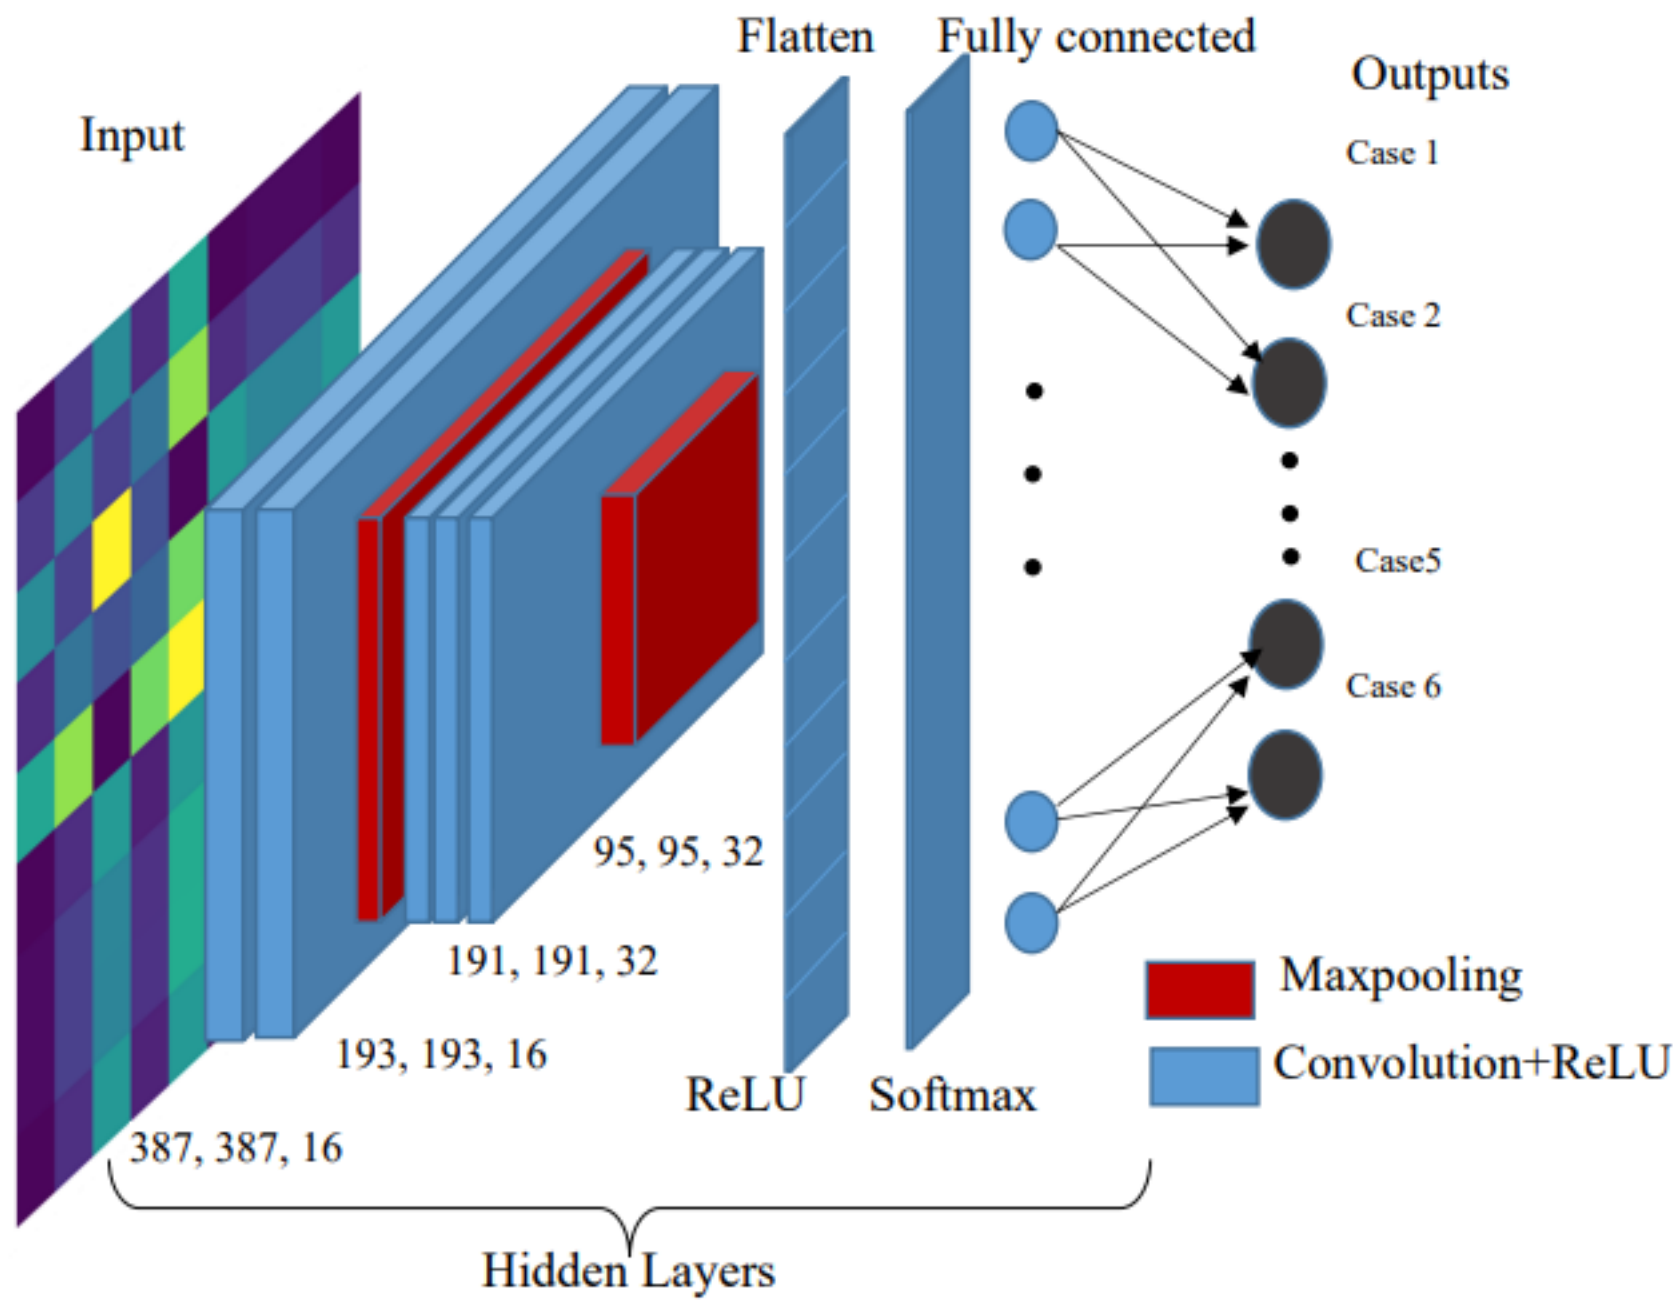 Flatten
Fully connected
Outputs
Input
Case 1
Case 2
Case5
Case 6
95, 95, 32
191, 191, 32
193, 193, 16
387, 387, 16
ReLU
Softmax
Maxpooling
Convolution+ReLU
Hidden Layers